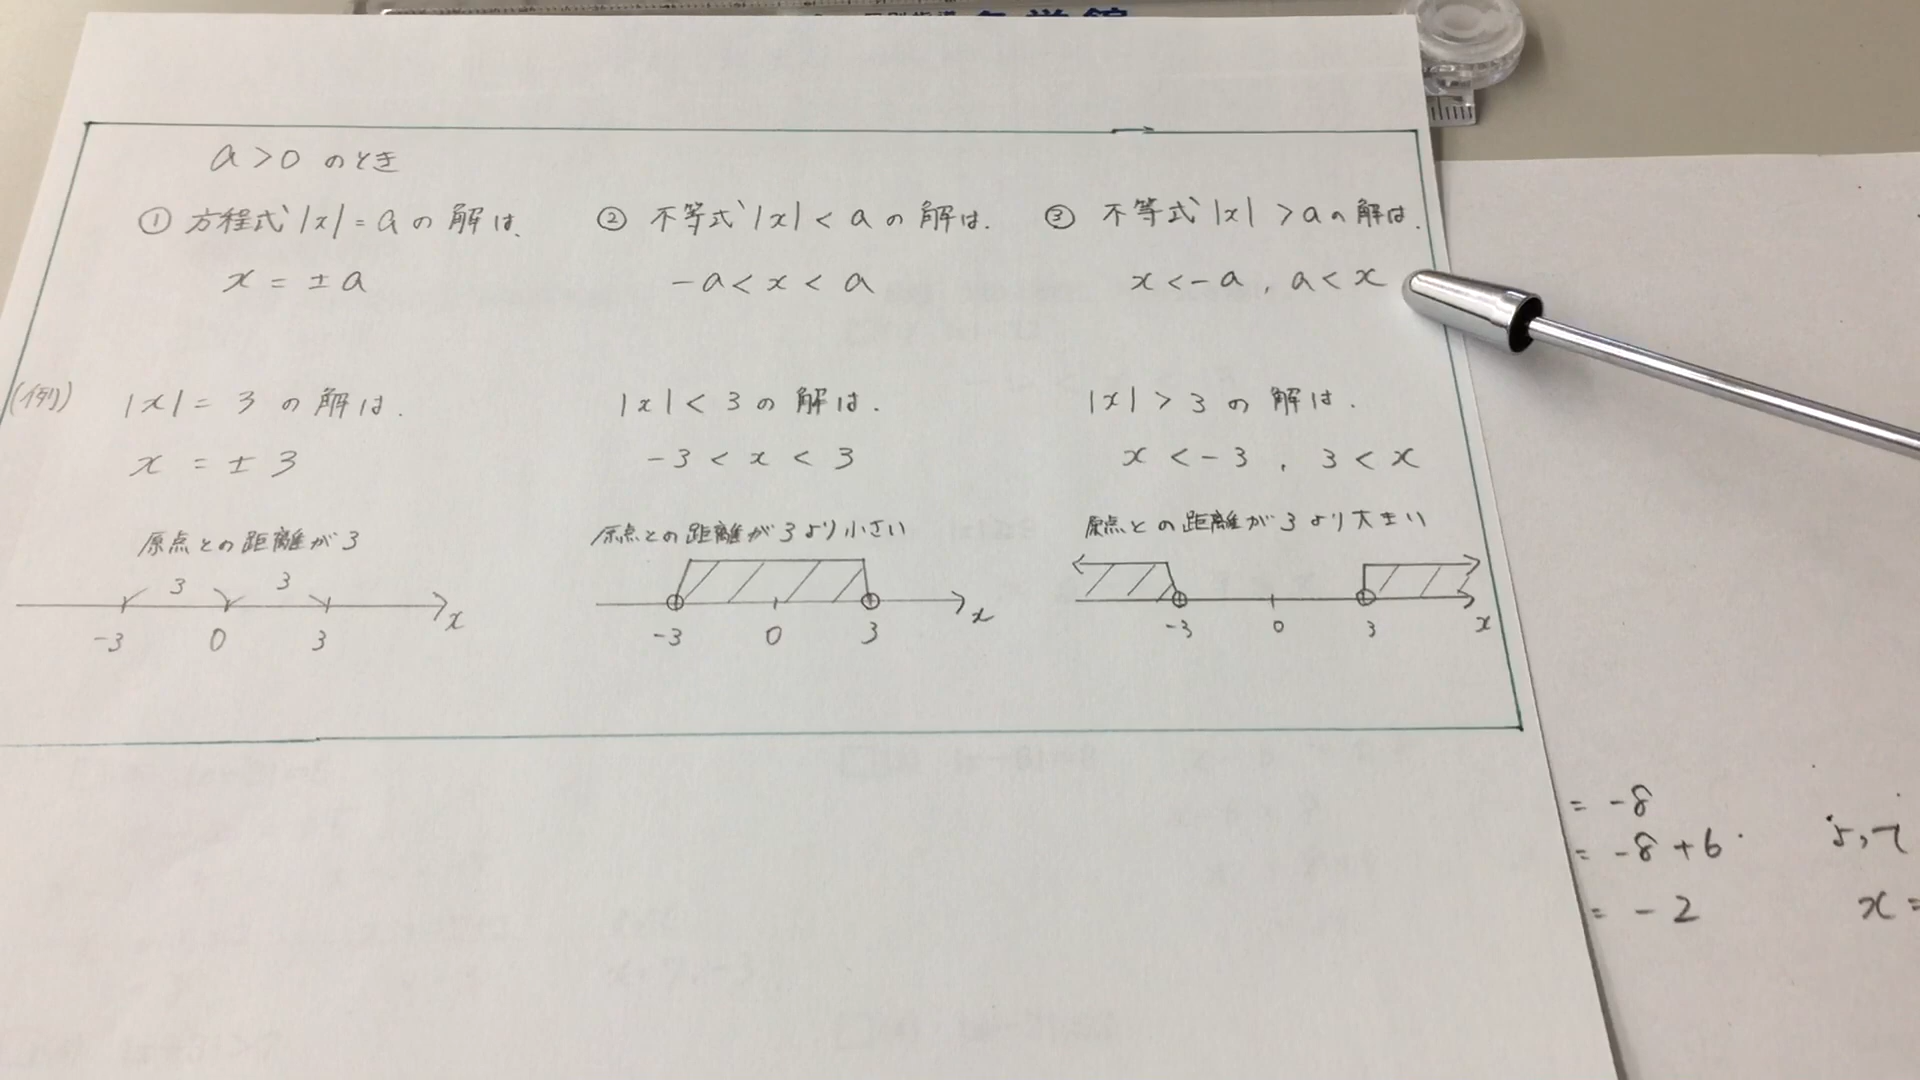 a>0 のとき
① 方程式 |x|=a の解は、
x = ±a
② 不等式 |x|<a の解は、
-a<x<a
③ 不等式 |x|>a の解は、
x<-a, a<x
(例)
|x|=3 の解は、
x = ±3
原点との距離が3
3 3
-3 0 3 x
|x|<3 の解は、
-3<x<3
原点との距離が3より小さい
-3 0 3 x
|x|>3 の解は、
x<-3, 3<x
原点との距離が3より大きい
-3 0 3 x
= -8
= -8+6 よって
= -2 x=